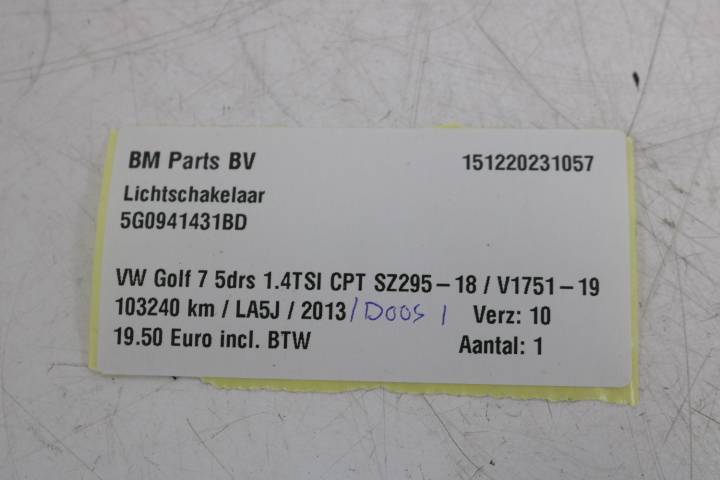 BM Parts BV 151220231057
Lichtschakelaar
5G0941431BD
VW Golf 7 5drs 1.4TSI CPT SZ295-18 / V1751-19
103240 km / LA5J / 2013 / DOOS 1 Verz: 10
19.50 Euro incl. BTW Aantal: 1